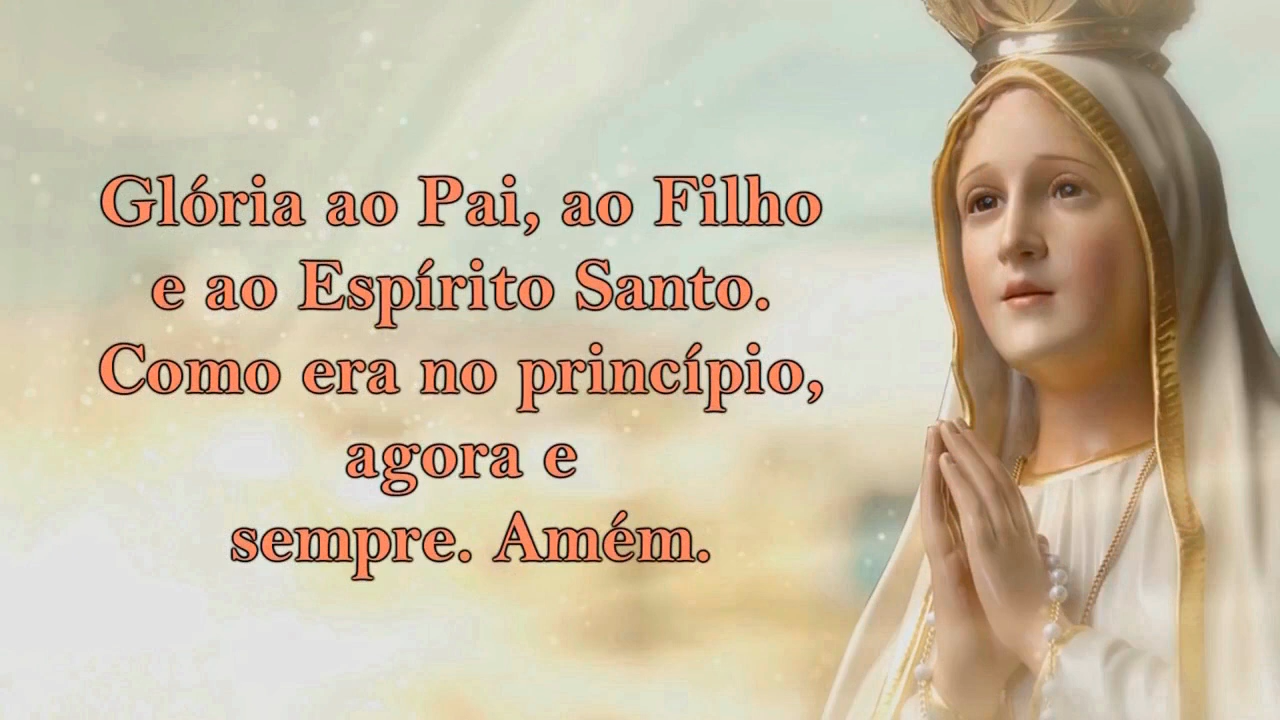 Glória ao Pai, ao Filho
e ao Espírito Santo.
Como era no princípio,
agora e
sempre. Amém.